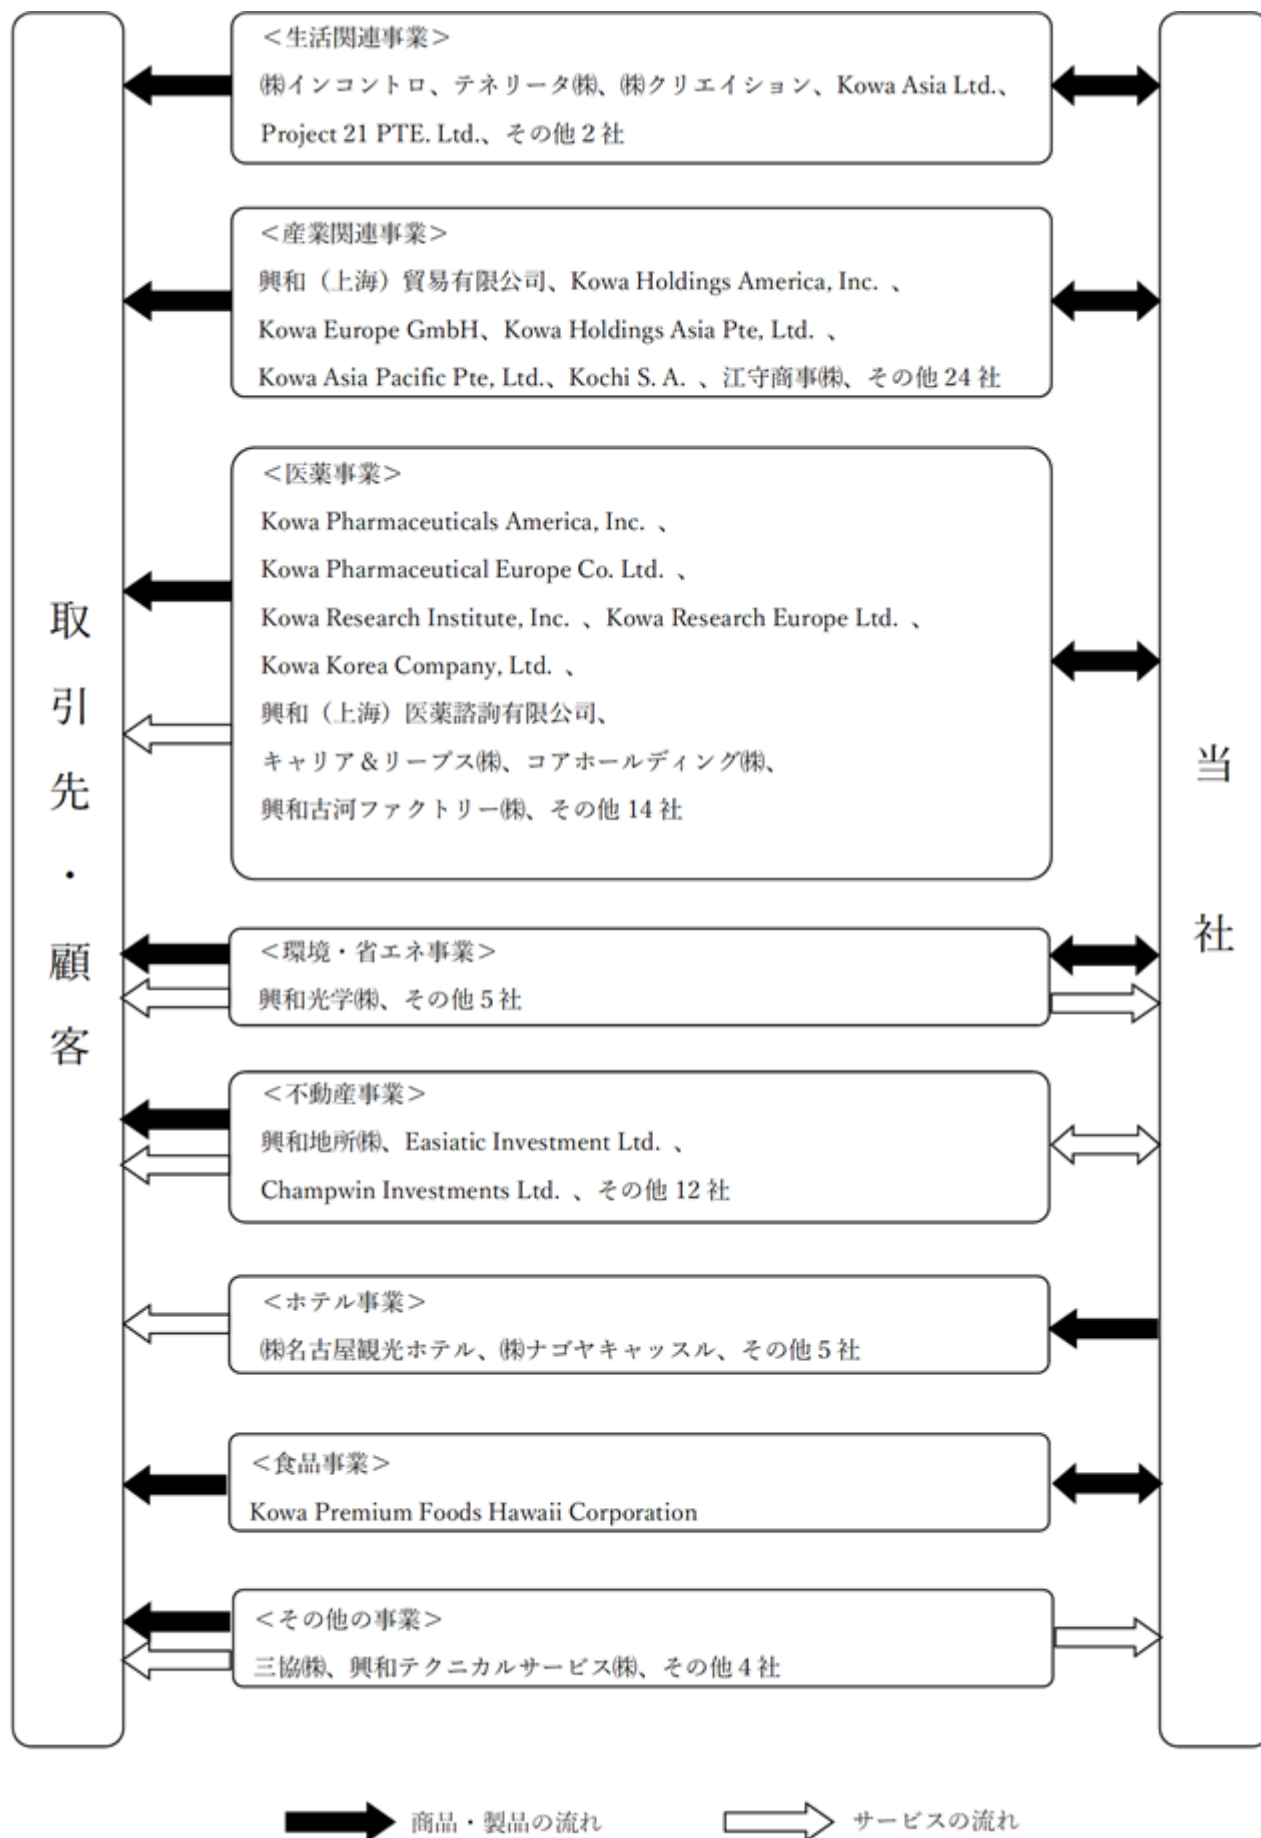 取引先・顧客
＜生活関連事業＞
㈱インコントロ、テネリータ㈱、㈱クリエイション、Kowa Asia Ltd.、
Project 21 PTE. Ltd.、その他 2 社
＜産業関連事業＞
興和（上海）貿易有限公司、Kowa Holdings America, Inc. 、
Kowa Europe GmbH、Kowa Holdings Asia Pte, Ltd. 、
Kowa Asia Pacific Pte, Ltd.、Kochi S. A. 、江守商事㈱、その他 24 社
＜医薬事業＞
Kowa Pharmaceuticals America, Inc. 、
Kowa Pharmaceutical Europe Co. Ltd. 、
Kowa Research Institute, Inc. 、Kowa Research Europe Ltd. 、
Kowa Korea Company, Ltd. 、
興和（上海）医薬諮詢有限公司、
キャリア＆リープス㈱、コアホールディング㈱、
興和古河ファクトリー㈱、その他 14 社
＜環境・省エネ事業＞
興和光学㈱、その他 5 社
＜不動産事業＞
興和地所㈱、Easiatic Investment Ltd. 、
Champwin Investments Ltd. 、その他 12 社
＜ホテル事業＞
㈱名古屋観光ホテル、㈱ナゴヤキャッスル、その他 5 社
＜食品事業＞
Kowa Premium Foods Hawaii Corporation
＜その他の事業＞
三協㈱、興和テクニカルサービス㈱、その他 4 社
当社
商品・製品の流れ
サービスの流れ